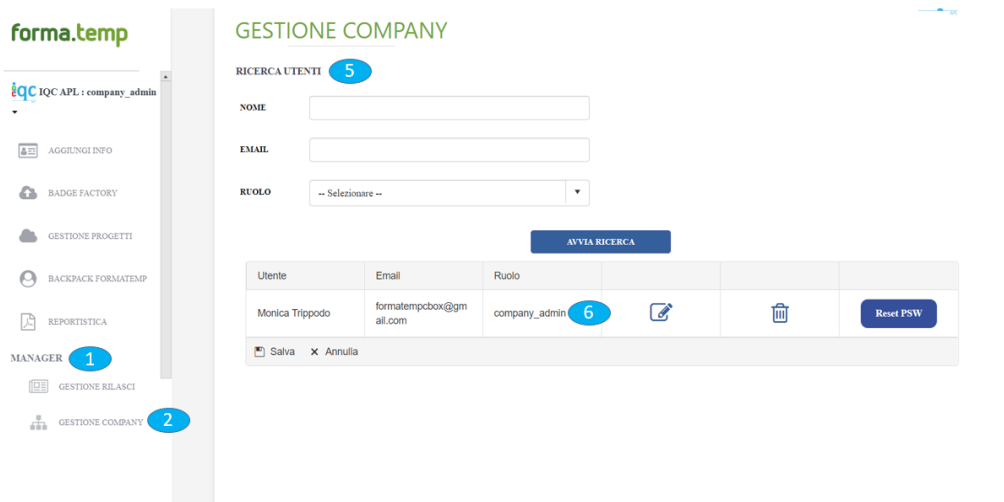 forma.temp
iqc IQC APL : company_admin
AGGIUNGI INFO
BADGE FACTORY
GESTIONE PROGETTI
BACKPACK FORMATEMP
REPORTISTICA
MANAGER 1
GESTIONE RILASCI
GESTIONE COMPANY 2
GESTIONE COMPANY
RICERCA UTENTI 5
NOME
EMAIL
RUOLO -- Selezionare --
AVVIA RICERCA
Utente Email Ruolo
Monica Trippodo formatempcbox@gm
ail.com company_admin 6 Reset PSW
Salva Annulla